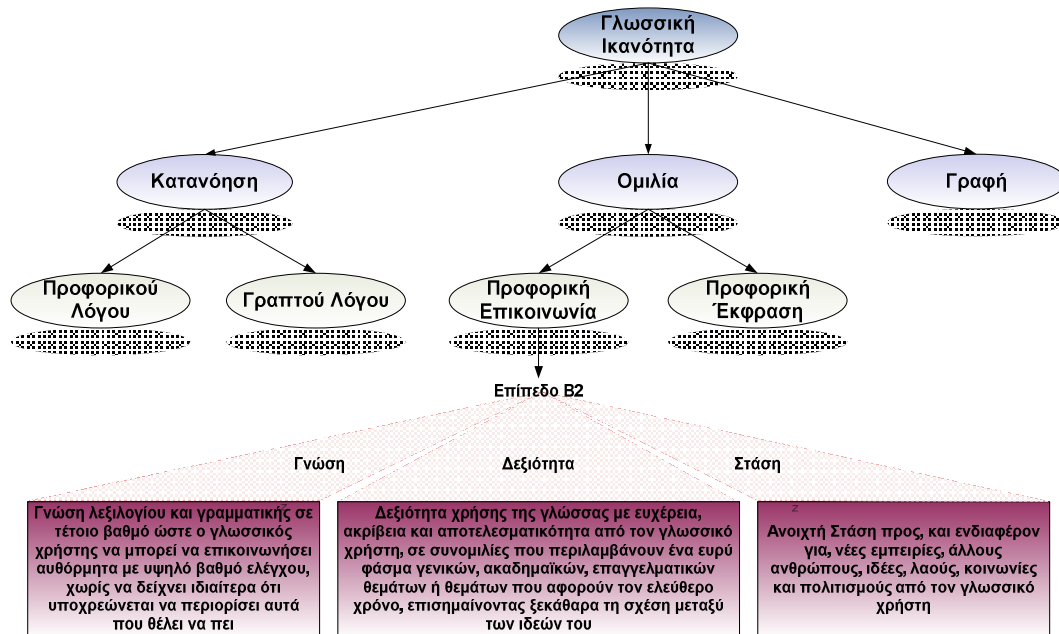 Γλωσσική
Ικανότητα
Κατανόηση
Ομιλία
Γραφή
Προφορικού
Λόγου
Γραπτού Λόγου
Προφορική
Επικοινωνία
Προφορική
Έκφραση
Επίπεδο Β2
Γνώση
Δεξιότητα
Στάση
Γνώση λεξιλογίου και γραμματικής σε
τέτοιο βαθμό ώστε ο γλωσσικός
χρήστης να μπορεί να επικοινωνήσει
αυθόρμητα με υψηλό βαθμό ελέγχου,
χωρίς να δείχνει ιδιαίτερα ότι
υποχρεώνεται να περιορίσει αυτά
που θέλει να πει
Δεξιότητα χρήσης της γλώσσας με ευχέρεια,
ακρίβεια και αποτελεσματικότητα από τον γλωσσικό
χρήστη, σε συνομιλίες που περιλαμβάνουν ένα ευρύ
φάσμα γενικών, ακαδημαϊκών, επαγγελματικών
θεμάτων ή θεμάτων που αφορούν τον ελεύθερο
χρόνο, επισημαίνοντας ξεκάθαρα τη σχέση μεταξύ
των ιδεών του
Ανοιχτή Στάση προς, και ενδιαφέρον
για, νέες εμπειρίες, άλλους
ανθρώπους, ιδέες, λαούς, κοινωνίες
και πολιτισμούς από τον γλωσσικό
χρήστη